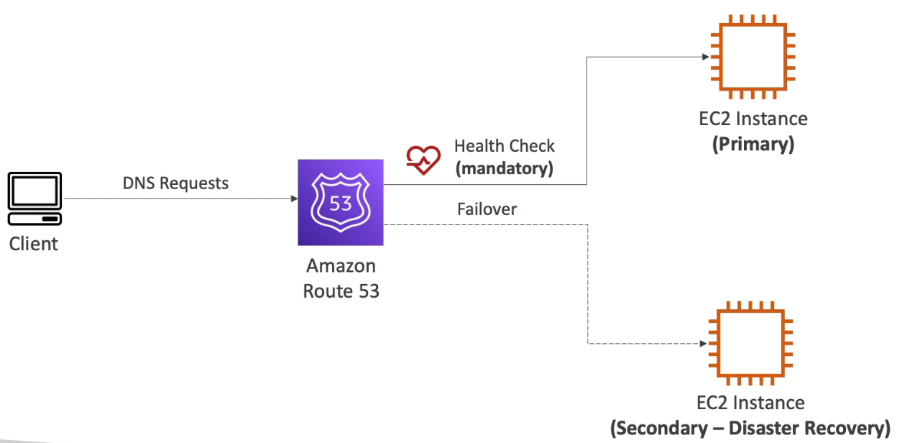 EC2 Instance
(Primary)
Health Check
(mandatory)
DNS Requests
53
Failover
Client
Amazon
Route 53
EC2 Instance
(Secondary – Disaster Recovery)